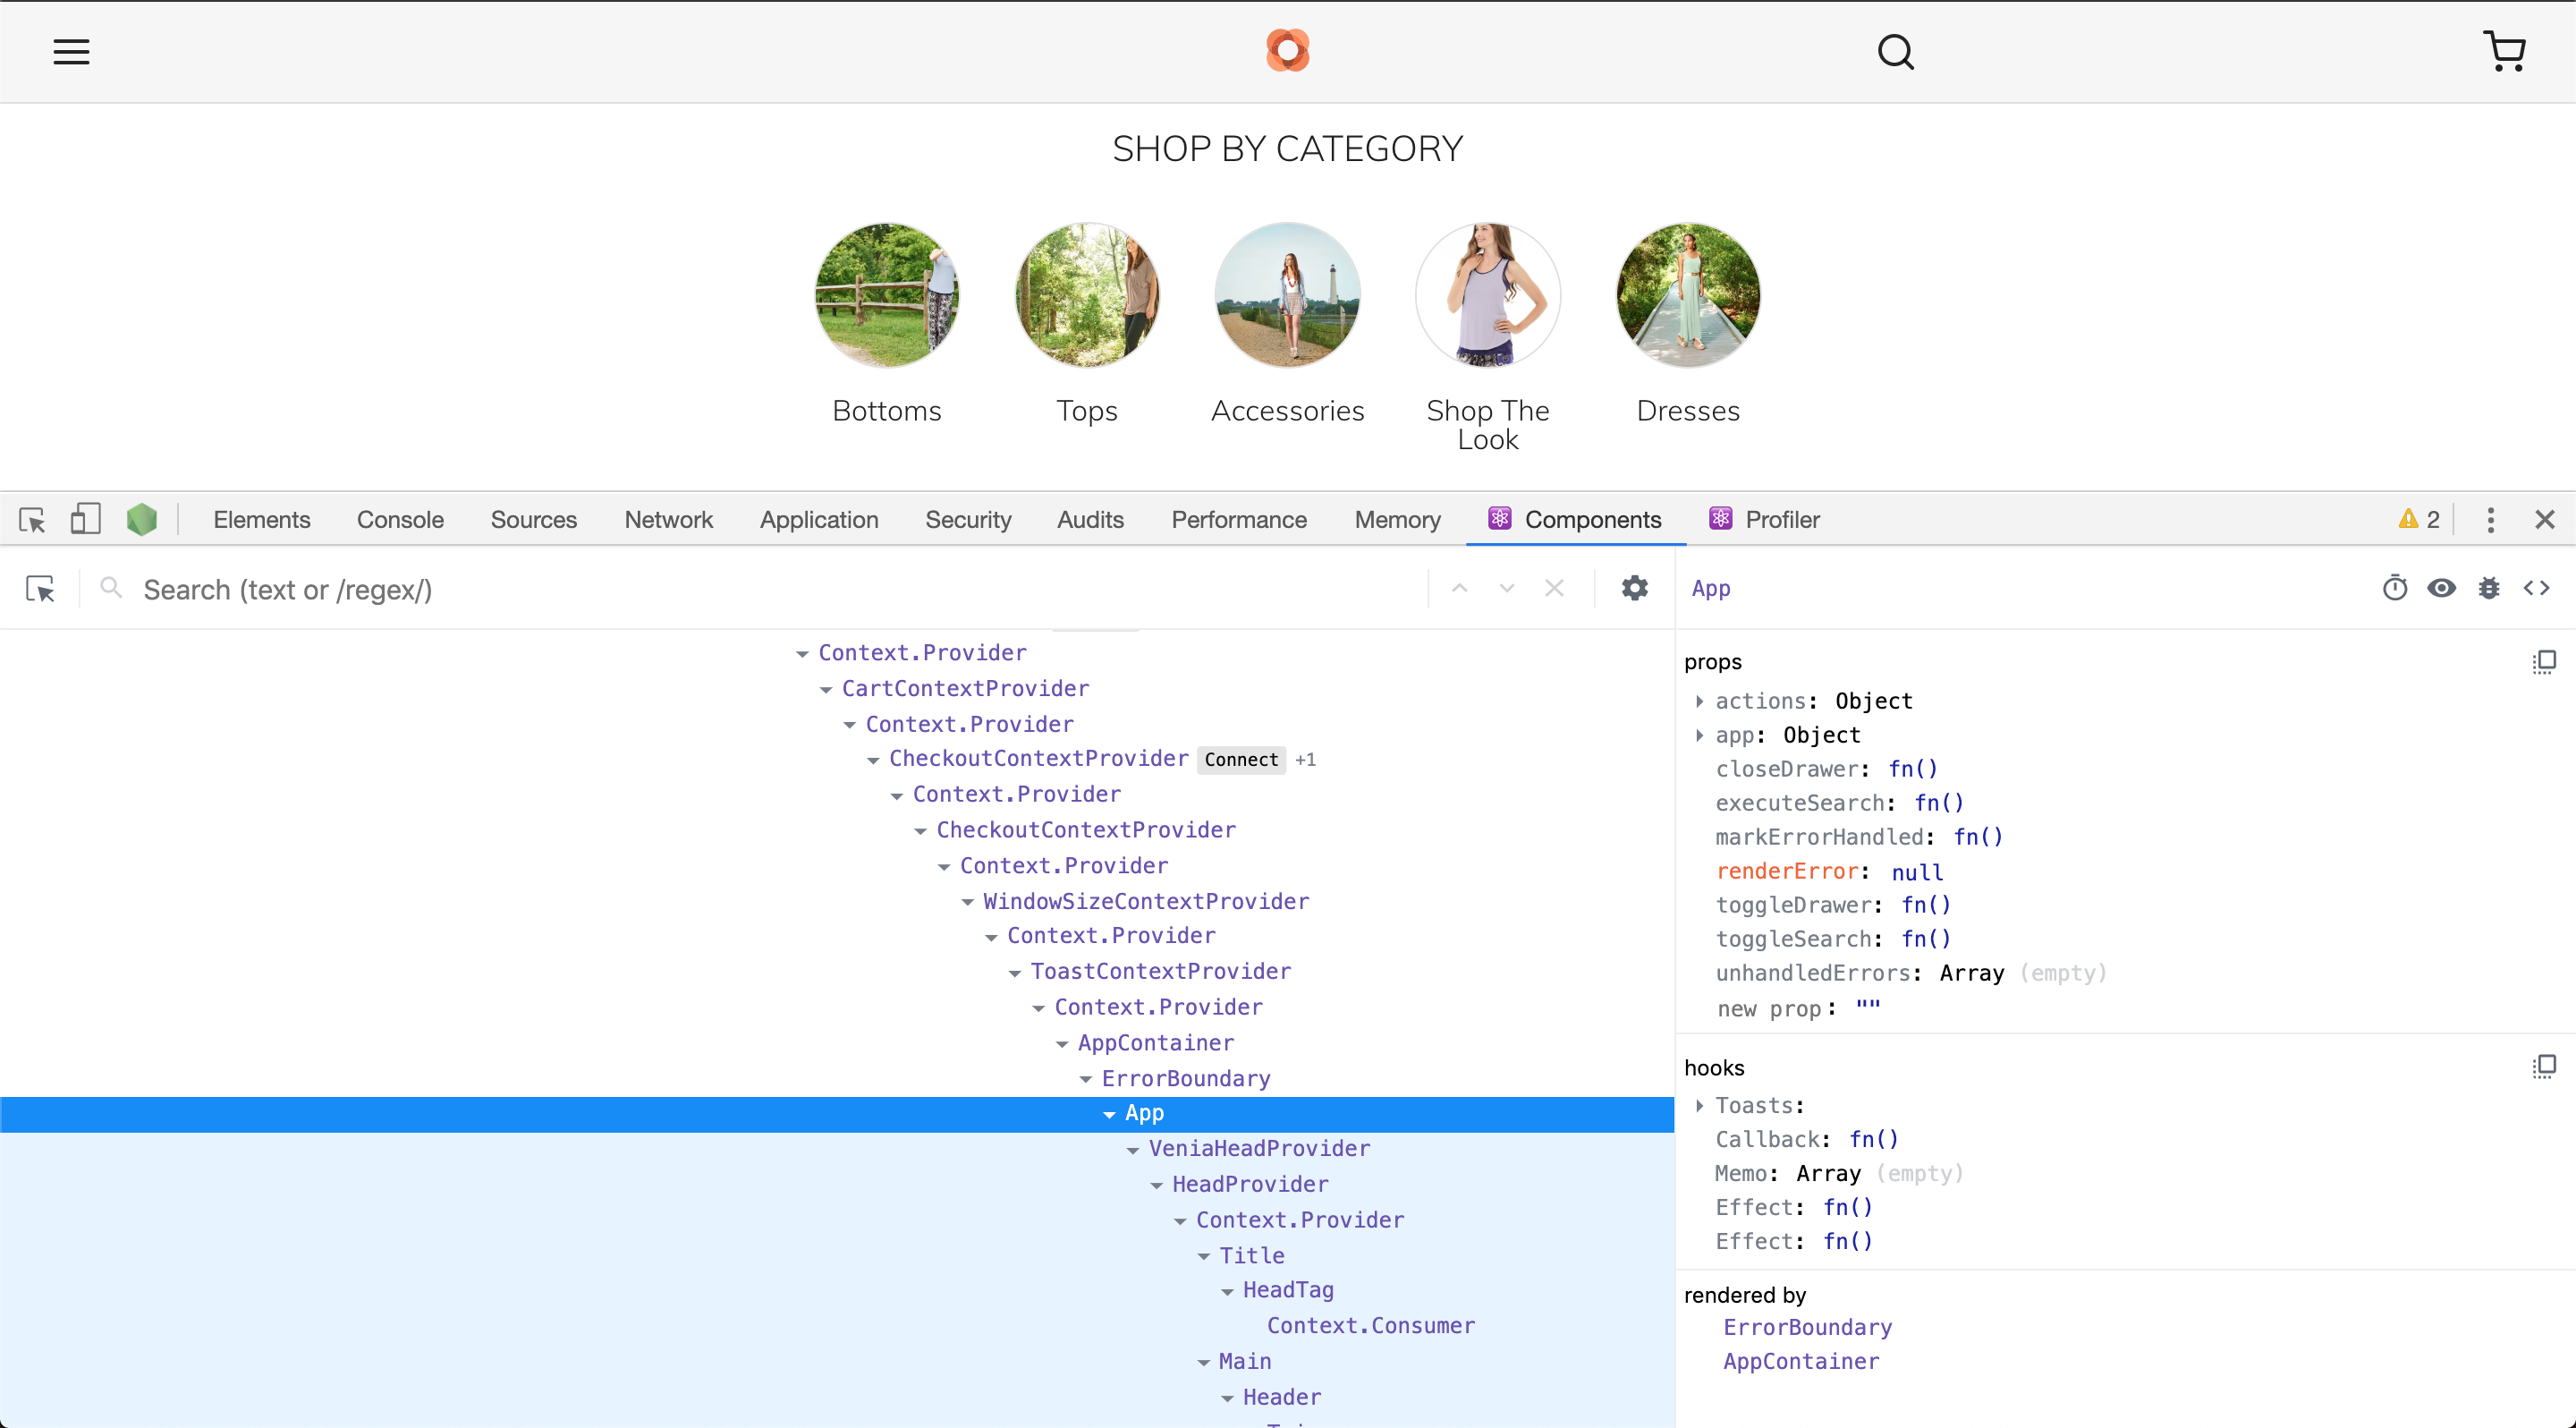 SHOP BY CATEGORY
Bottoms
Tops
Accessories
Shop The
Look
Dresses
Elements Console Sources Network Application Security Audits Performance Memory Components Profiler 2
Search (text or /regex/)
App
Context.Provider
CartContextProvider
Context.Provider
CheckoutContextProvider Connect +1
Context.Provider
CheckoutContextProvider
Context.Provider
WindowSizeContextProvider
Context.Provider
ToastContextProvider
Context.Provider
AppContainer
ErrorBoundary
App
VeniaHeadProvider
HeadProvider
Context.Provider
Title
HeadTag
Context.Consumer
Main
Header
props
actions: Object
app: Object
closeDrawer: fn()
executeSearch: fn()
markErrorHandled: fn()
renderError: null
toggleDrawer: fn()
toggleSearch: fn()
unhandledErrors: Array (empty)
new prop: ""
hooks
Toasts:
Callback: fn()
Memo: Array (empty)
Effect: fn()
Effect: fn()
rendered by
ErrorBoundary
AppContainer